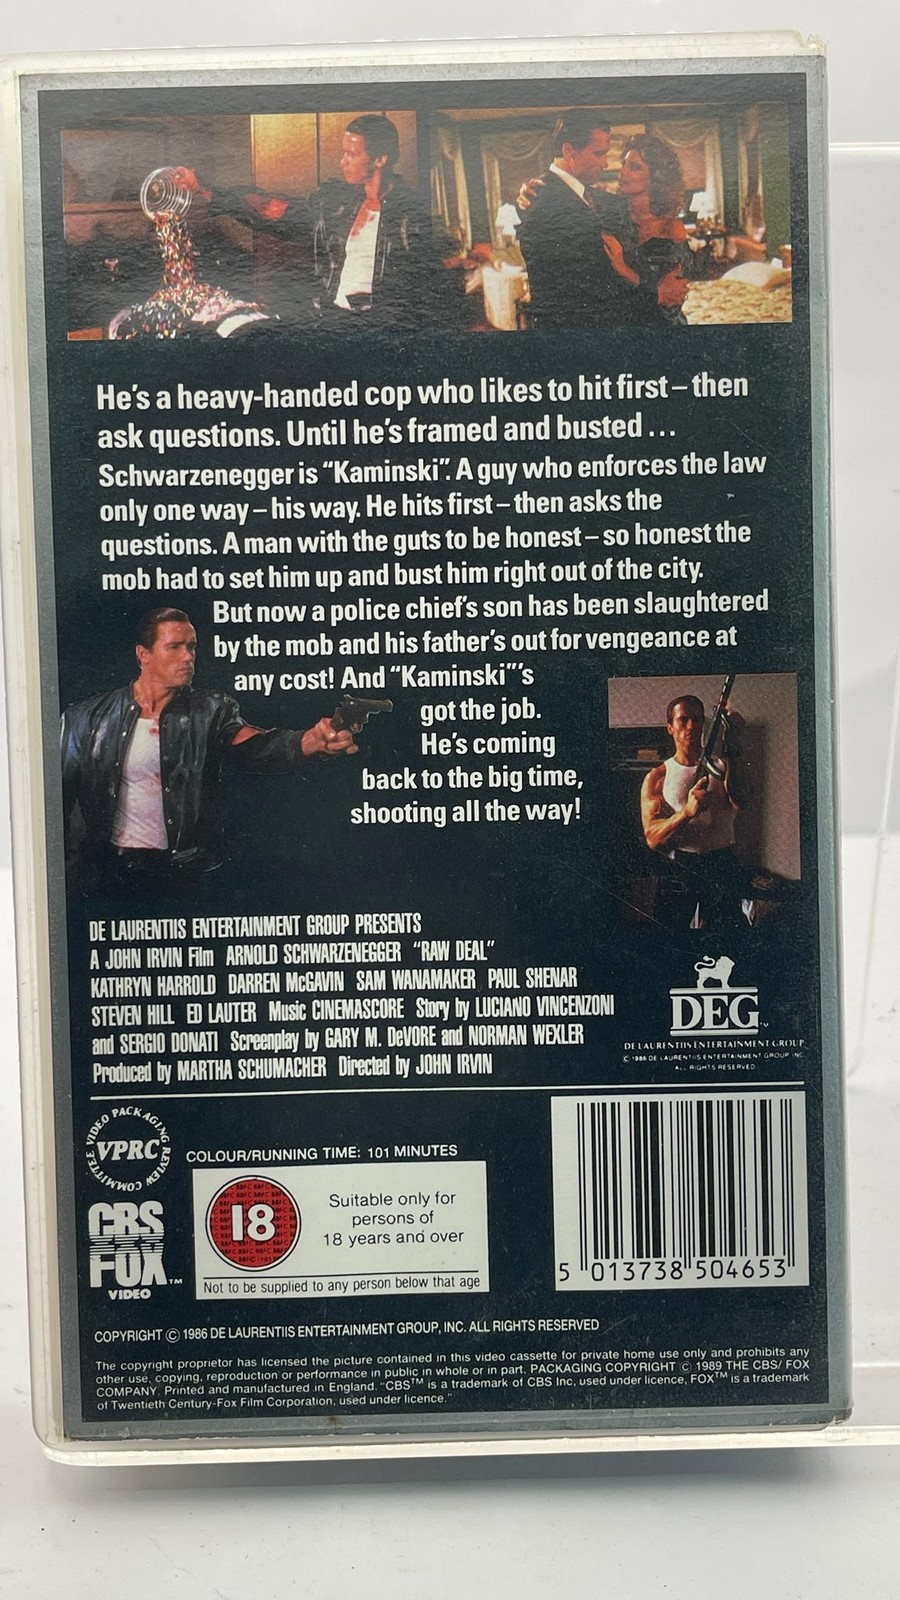 He's a heavy-handed cop who likes to hit first – then
ask questions. Until he's framed and busted...
Schwarzenegger is “Kaminski”. A guy who enforces the law
only one way – his way. He hits first – then asks the
questions. A man with the guts to be honest – so honest the
mob had to set him up and bust him right out of the city.
But now a police chief's son has been slaughtered
by the mob and his father's out for vengeance at
any cost! And “Kaminski”'s
got the job.
He's coming
back to the big time,
shooting all the way!
DE LAURENTIIS ENTERTAINMENT GROUP PRESENTS
A JOHN IRVIN Film ARNOLD SCHWARZENEGGER “RAW DEAL”
KATHRYN HARROLD DARREN McGAVIN SAM WANAMAKER PAUL SHENAR
STEVEN HILL ED LAUTER Music CINEMASCORE Story by LUCIANO VINCENZONI
and SERGIO DONATI Screenplay by GARY M. DeVORE and NORMAN WEXLER
Produced by MARTHA SCHUMACHER Directed by JOHN IRVIN
DEG™
DE LAURENTIIS ENTERTAINMENT GROUP
© 1986 DE LAURENTIIS ENTERTAINMENT GROUP INC.
ALL RIGHTS RESERVED
VIDEO PACKAGING REVIEW COMMITTEE
VPRC
COLOUR/RUNNING TIME: 101 MINUTES
CBS
FOX™
VIDEO
18
Suitable only for
persons of
18 years and over
Not to be supplied to any person below that age
5 013738 504653
COPYRIGHT © 1986 DE LAURENTIIS ENTERTAINMENT GROUP, INC. ALL RIGHTS RESERVED
The copyright proprietor has licensed the picture contained in this video cassette for private home use only and prohibits any
other use, copying, reproduction or performance in public in whole or in part. PACKAGING COPYRIGHT © 1989 THE CBS/ FOX
COMPANY. Printed and manufactured in England. “CBS™ is a trademark of CBS Inc, used under licence, FOX™ is a trademark
of Twentieth Century-Fox Film Corporation, used under licence.”